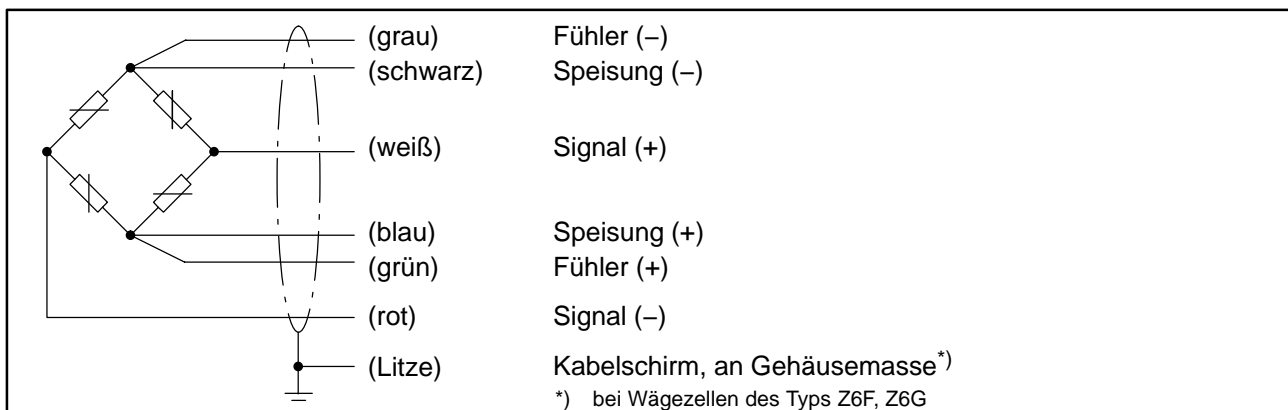 (grau) Fühler (−)
(schwarz) Speisung (−)
(weiß) Signal (+)
(blau) Speisung (+)
(grün) Fühler (+)
(rot) Signal (−)
(Litze) Kabelschirm, an Gehäusemasse*)
*) bei Wägezellen des Typs Z6F, Z6G